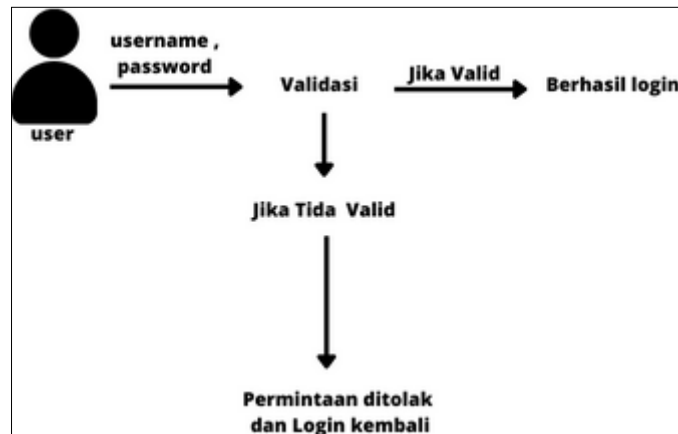 username ,
password
user
Validasi
Jika Valid
Berhasil login
Jika Tida Valid
Permintaan ditolak
dan Login kembali